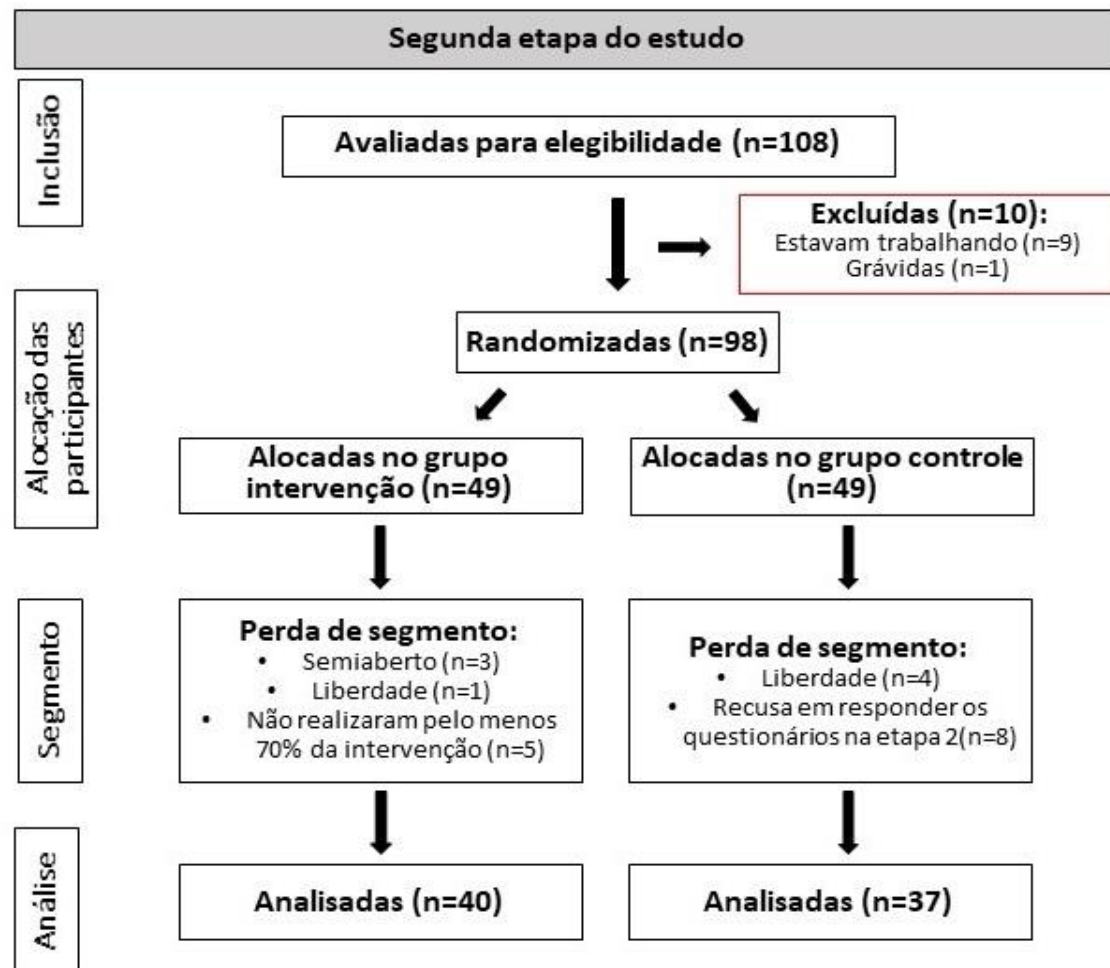 Segunda etapa do estudo
Inclusão
Avaliadas para elegibilidade (n=108)
Excluídas (n=10):
Estavam trabalhando (n=9)
Grávidas (n=1)
Alocação das
participantes
Randomizadas (n=98)
Alocadas no grupo
intervenção (n=49)
Alocadas no grupo controle
(n=49)
Segmento
Perda de segmento:
• Semiaberto (n=3)
• Liberdade (n=1)
• Não realizaram pelo menos
70% da intervenção (n=5)
Perda de segmento:
• Liberdade (n=4)
• Recusa em responder os
questionários na etapa 2(n=8)
Análise
Analisadas (n=40)
Analisadas (n=37)